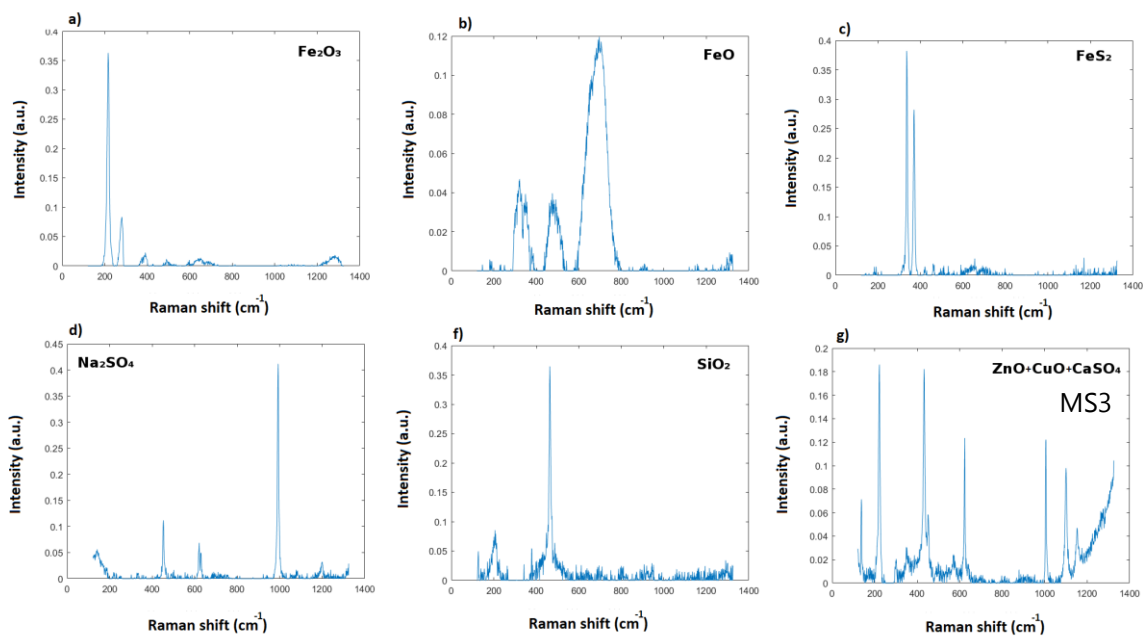 a)
Fe₂O₃
0.4
0.35
0.3
0.25
0.2
0.15
0.1
0.05
0
0 200 400 600 800 1000 1200 1400
Intensity (a.u.)
Raman shift (cm⁻¹)
b)
FeO
0.12
0.1
0.08
0.06
0.04
0.02
0
0 200 400 600 800 1000 1200 1400
Intensity (a.u.)
Raman shift (cm⁻¹)
c)
FeS₂
0.4
0.35
0.3
0.25
0.2
0.15
0.1
0.05
0
0 200 400 600 800 1000 1200 1400
Intensity (a.u.)
Raman shift (cm⁻¹)
d)
Na₂SO₄
0.45
0.4
0.35
0.3
0.25
0.2
0.15
0.1
0.05
0
0 200 400 600 800 1000 1200 1400
Intensity (a.u.)
Raman shift (cm⁻¹)
f)
SiO₂
0.4
0.35
0.3
0.25
0.2
0.15
0.1
0.05
0
0 200 400 600 800 1000 1200 1400
Intensity (a.u.)
Raman shift (cm⁻¹)
g)
ZnO+CuO+CaSO₄
MS3
0.2
0.18
0.16
0.14
0.12
0.1
0.08
0.06
0.04
0.02
0
0 200 400 600 800 1000 1200 1400
Intensity (a.u.)
Raman shift (cm⁻¹)